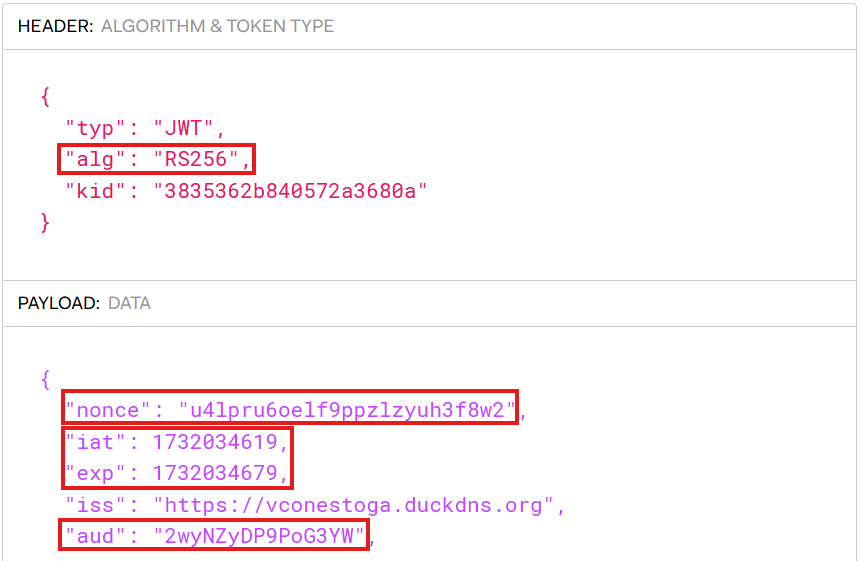 HEADER: ALGORITHM & TOKEN TYPE
{
"typ": "JWT",
"alg": "RS256",
"kid": "3835362b840572a3680a"
}
PAYLOAD: DATA
{
"nonce": "u4lpru6oelf9ppzlzyuh3f8w2",
"iat": 1732034619,
"exp": 1732034679,
"iss": "https://vconestoga.duckdns.org",
"aud": "2wyNZyDP9PoG3YW",